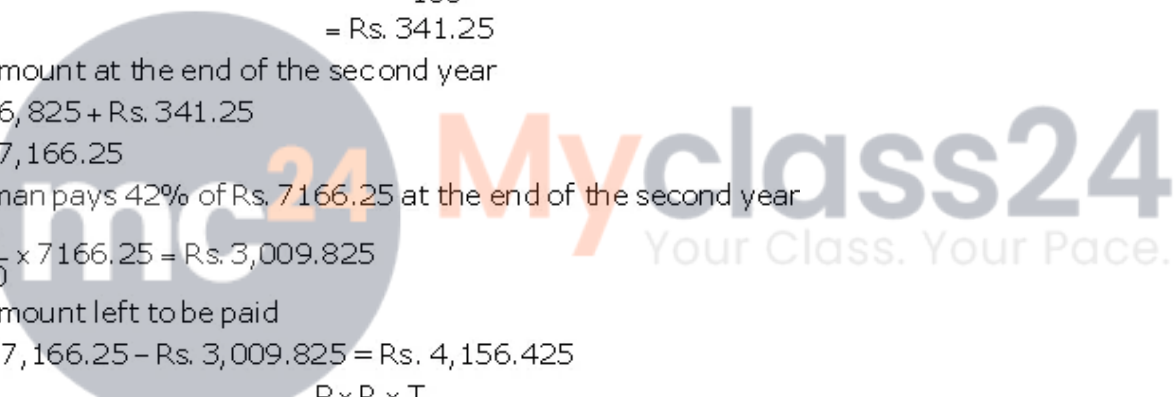 = Rs. 341.25
mount at the end of the second year
6,825 + Rs. 341.25
7,166.25
man pays 42% of Rs. 7166.25 at the end of the second year
× 7166.25 = Rs. 3,009.825
mount left to be paid
7,166.25 – Rs. 3,009.825 = Rs. 4,156.425
mc24 Myclass24
Your Class. Your Pace.